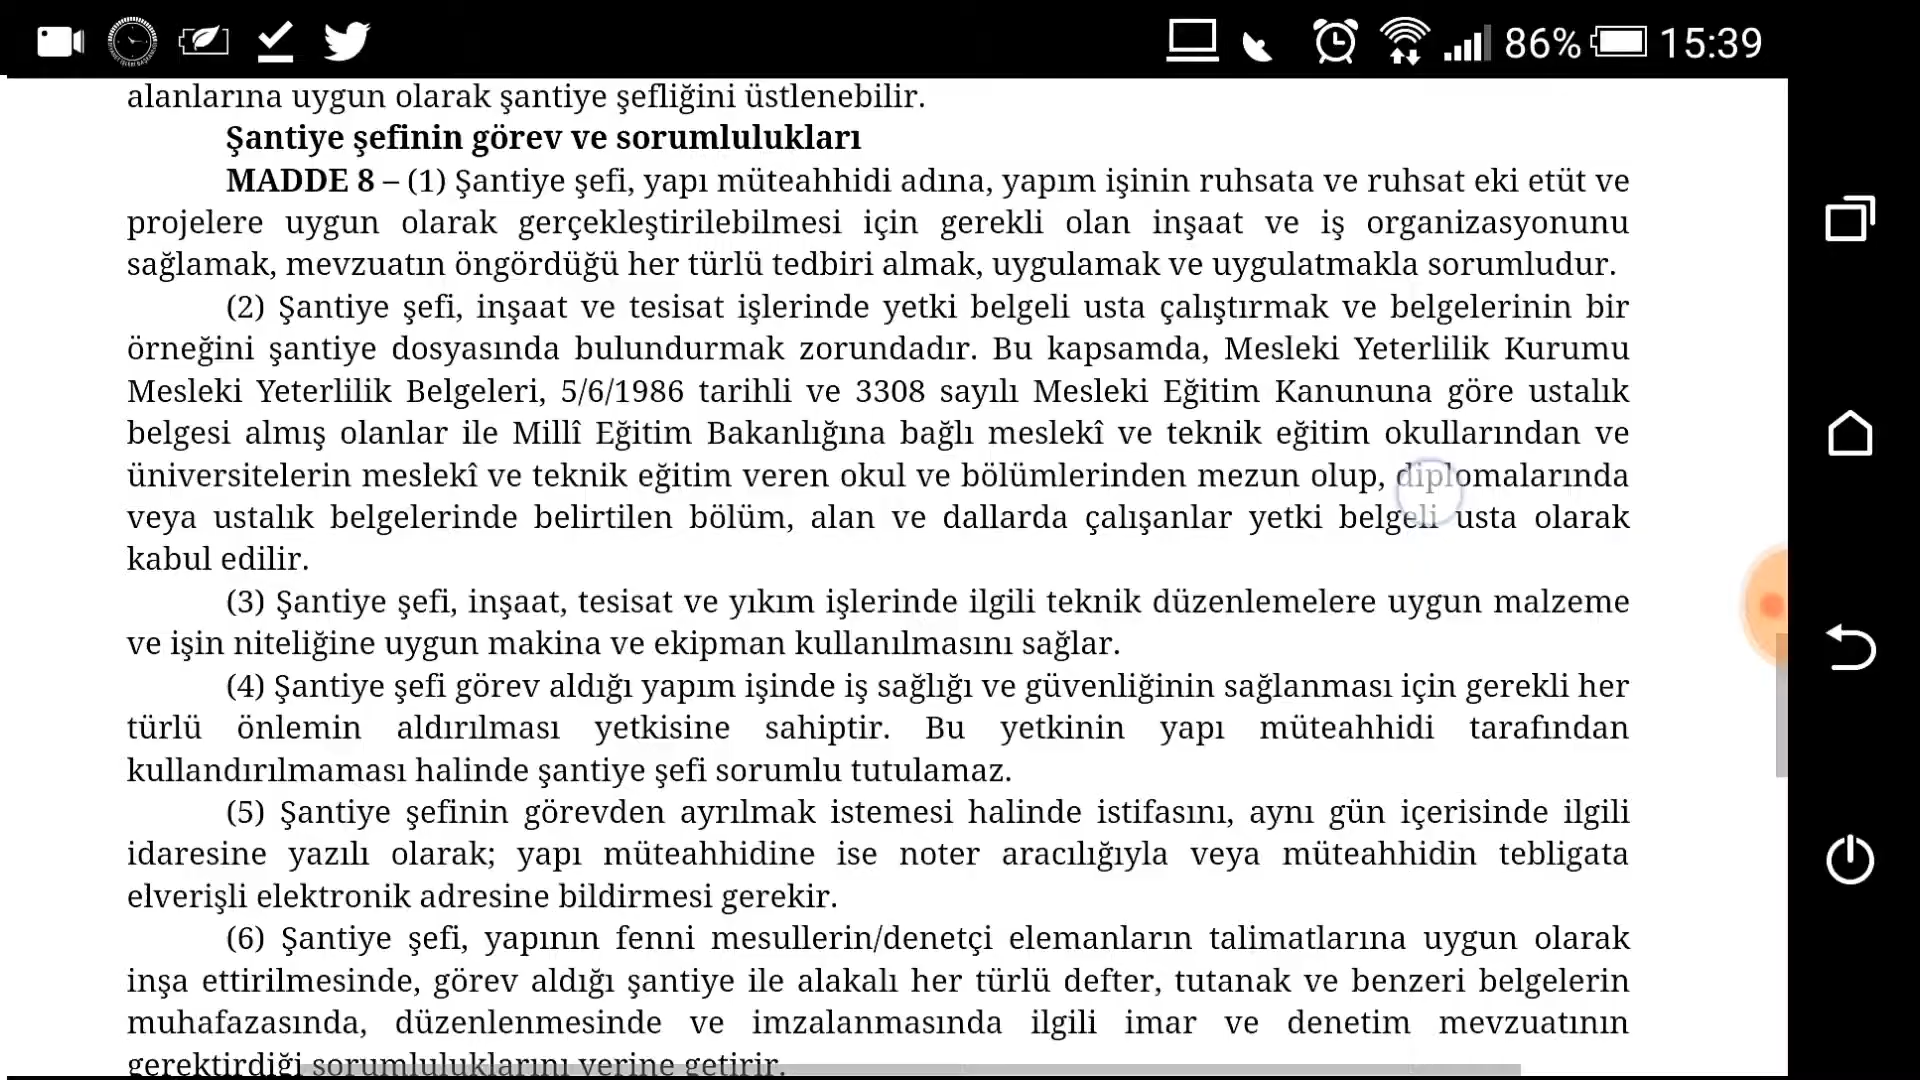 86% 15:39
alanlarına uygun olarak şantiye şefliğini üstlenebilir.
Şantiye şefinin görev ve sorumlulukları
MADDE 8 – (1) Şantiye şefi, yapı müteahhidi adına, yapım işinin ruhsata ve ruhsat eki etüt ve
projelere uygun olarak gerçekleştirilebilmesi için gerekli olan inşaat ve iş organizasyonunu
sağlamak, mevzuatın öngördüğü her türlü tedbiri almak, uygulamak ve uygulatmakla sorumludur.
(2) Şantiye şefi, inşaat ve tesisat işlerinde yetki belgeli usta çalıştırmak ve belgelerinin bir
örneğini şantiye dosyasında bulundurmak zorundadır. Bu kapsamda, Mesleki Yeterlilik Kurumu
Mesleki Yeterlilik Belgeleri, 5/6/1986 tarihli ve 3308 sayılı Mesleki Eğitim Kanununa göre ustalık
belgesi almış olanlar ile Millî Eğitim Bakanlığına bağlı meslekî ve teknik eğitim okullarından ve
üniversitelerin meslekî ve teknik eğitim veren okul ve bölümlerinden mezun olup, diplomalarında
veya ustalık belgelerinde belirtilen bölüm, alan ve dallarda çalışanlar yetki belgeli usta olarak
kabul edilir.
(3) Şantiye şefi, inşaat, tesisat ve yıkım işlerinde ilgili teknik düzenlemelere uygun malzeme
ve işin niteliğine uygun makina ve ekipman kullanılmasını sağlar.
(4) Şantiye şefi görev aldığı yapım işinde iş sağlığı ve güvenliğinin sağlanması için gerekli her
türlü önlemin aldırılması yetkisine sahiptir. Bu yetkinin yapı müteahhidi tarafından
kullandırılmaması halinde şantiye şefi sorumlu tutulamaz.
(5) Şantiye şefinin görevden ayrılmak istemesi halinde istifasını, aynı gün içerisinde ilgili
idaresine yazılı olarak; yapı müteahhidine ise noter aracılığıyla veya müteahhidin tebligata
elverişli elektronik adresine bildirmesi gerekir.
(6) Şantiye şefi, yapının fenni mesullerin/denetçi elemanların talimatlarına uygun olarak
inşa ettirilmesinde, görev aldığı şantiye ile alakalı her türlü defter, tutanak ve benzeri belgelerin
muhafazasında, düzenlenmesinde ve imzalanmasında ilgili imar ve denetim mevzuatının
gerektirdiği sorumluluklarını yerine getirir.